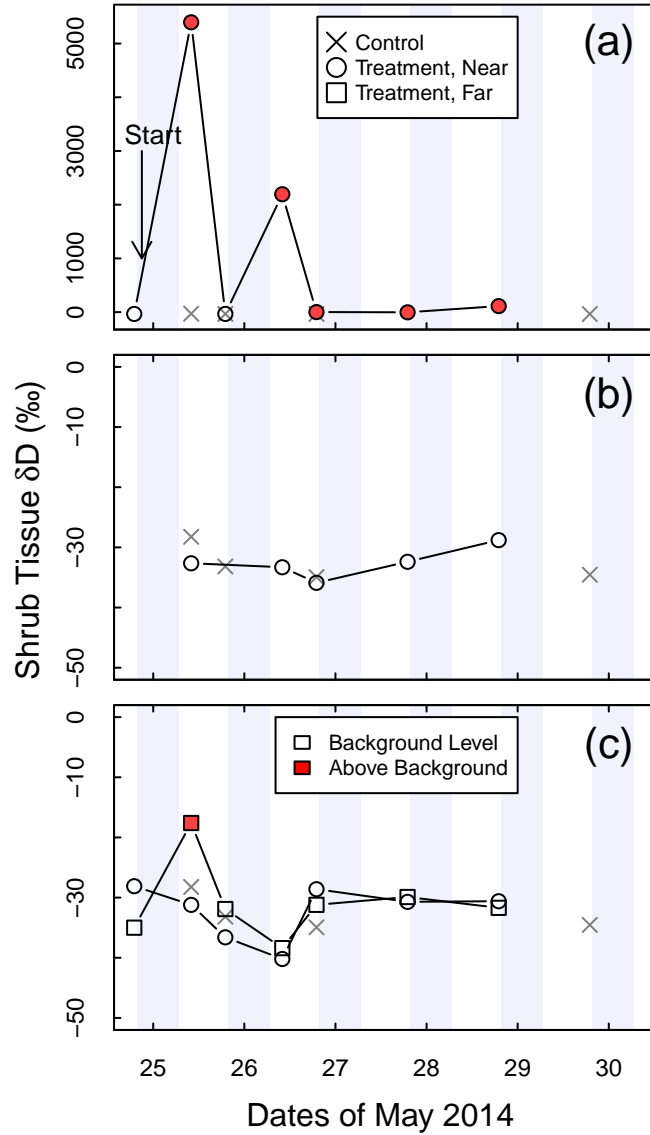 (a)
Control
Treatment, Near
Treatment, Far
Start
0
1000
3000
5000
(b)
0
−10
−30
−50
Shrub Tissue δD (‰)
(c)
Background Level
Above Background
0
−10
−30
−50
25 26 27 28 29 30
Dates of May 2014